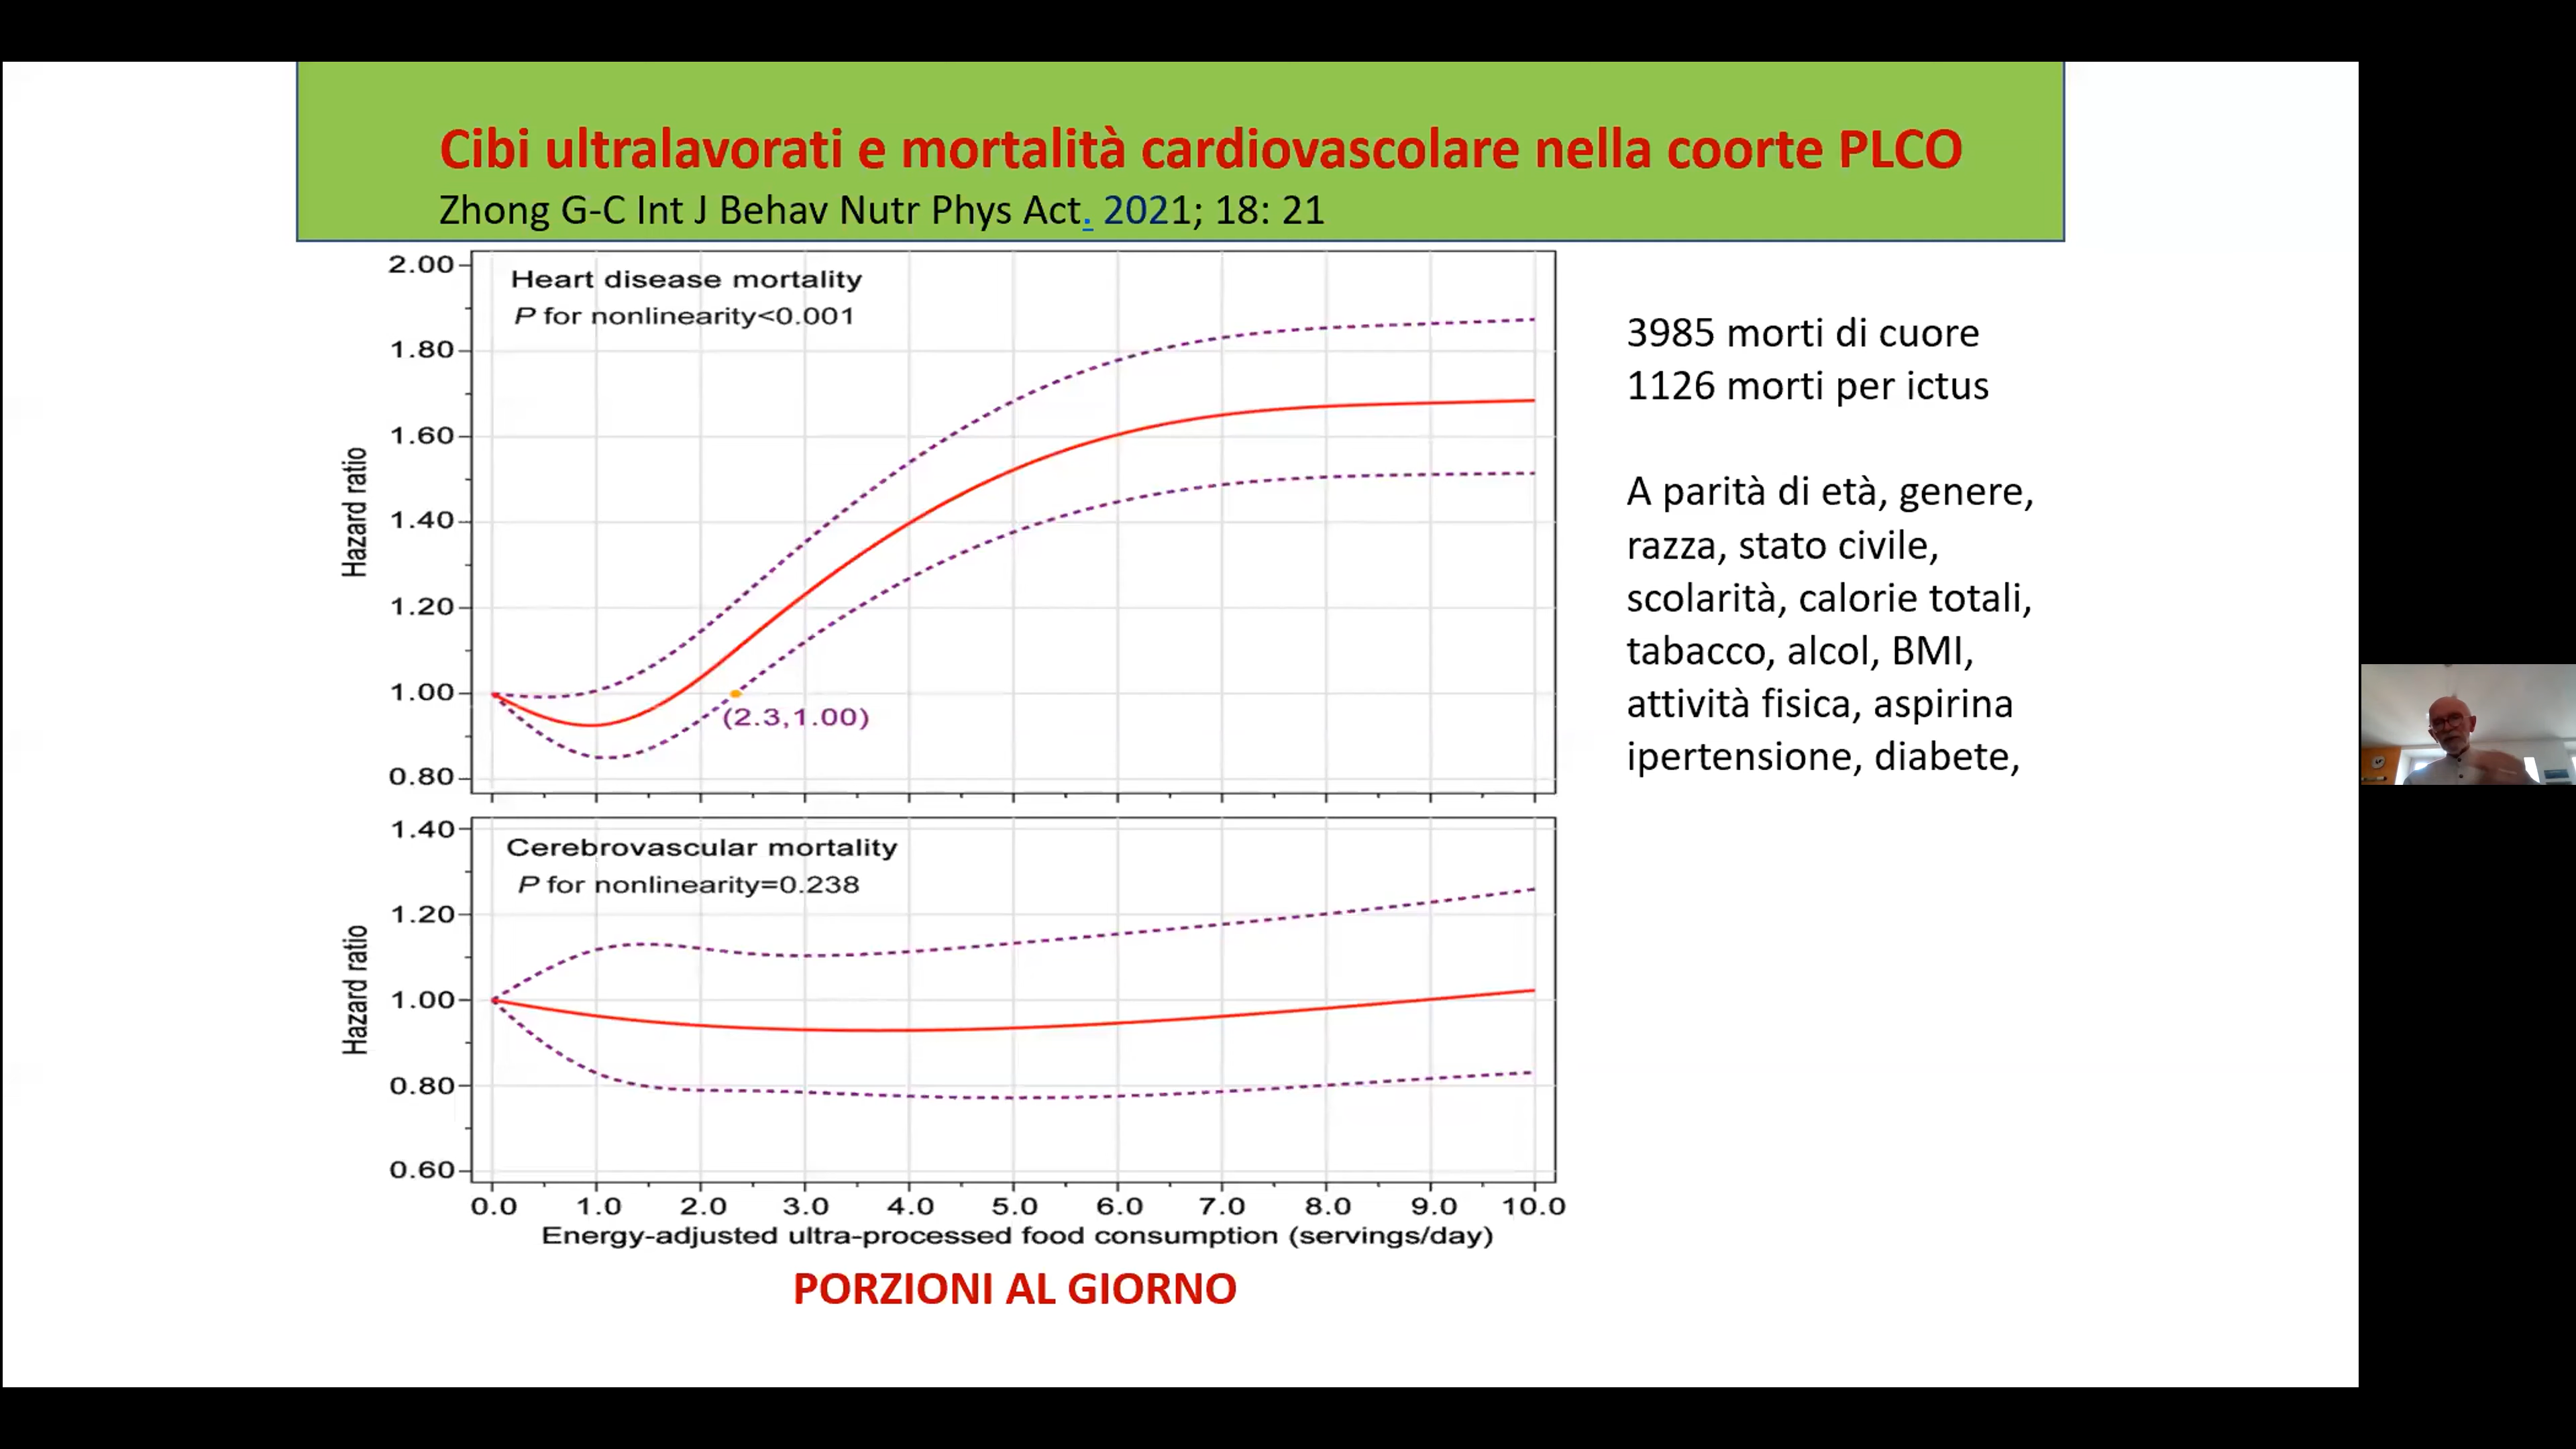 Cibi ultralavorati e mortalità cardiovascolare nella coorte PLCO
Zhong G-C Int J Behav Nutr Phys Act. 2021; 18: 21
Heart disease mortality
P for nonlinearity<0.001
2.00
1.80
1.60
1.40
1.20
1.00
0.80
Hazard ratio
(2.3,1.00)
3985 morti di cuore
1126 morti per ictus
A parità di età, genere,
razza, stato civile,
scolarità, calorie totali,
tabacco, alcol, BMI,
attività fisica, aspirina
ipertensione, diabete,
Cerebrovascular mortality
P for nonlinearity=0.238
1.40
1.20
1.00
0.80
0.60
Hazard ratio
0.0 1.0 2.0 3.0 4.0 5.0 6.0 7.0 8.0 9.0 10.0
Energy-adjusted ultra-processed food consumption (servings/day)
PORZIONI AL GIORNO